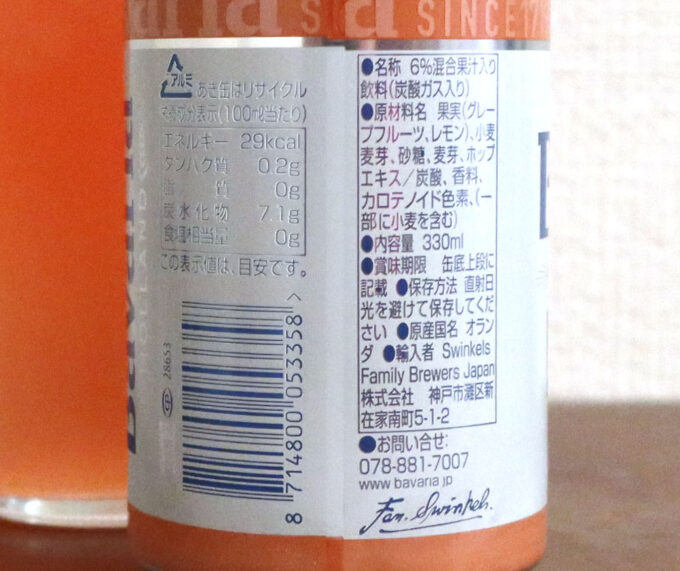 aria S
a
SINCE17
アルミ
あき缶はリサイクル
栄養成分表示(100ml当たり)
エネルギー 29kcal
タンパク質 0.2g
脂質 0g
炭水化物 7.1g
食塩相当量 0g
この表示値は、目安です。
28653
8 714800 053358 >
●名称 6%混合果汁入り
飲料(炭酸ガス入り)
●原材料名 果実(グレー
プフルーツ、レモン)、小麦
麦芽、砂糖、麦芽、ホップ
エキス/炭酸、香料、
カロテノイド色素、(一
部に小麦を含む)
●内容量 330ml
●賞味期限 缶底上段に
記載 ●保存方法 直射日
光を避けて保存してくだ
さい ●原産国名 オラン
ダ ●輸入者 Swinkels
Family Brewers Japan
株式会社 神戸市灘区新
在家南町5-1-2
●お問い合せ:
078-881-7007
www.bavaria.jp
Fam. Swinkels.